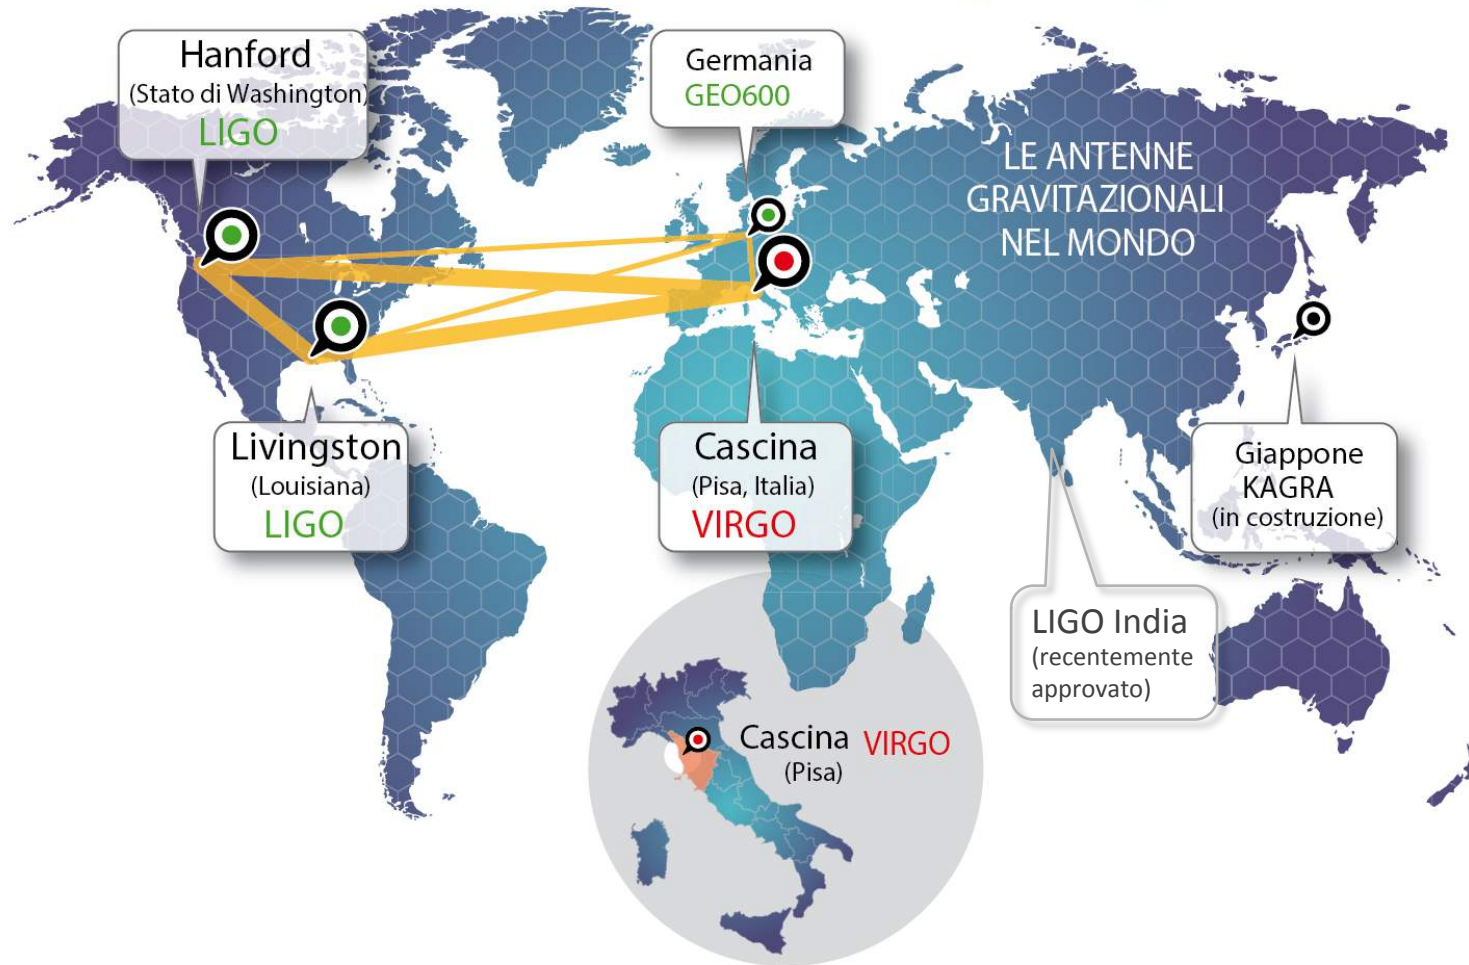 Hanford
(Stato di Washington)
LIGO
Germania
GEO600
LE ANTENNE
GRAVITAZIONALI
NEL MONDO
Livingston
(Louisiana)
LIGO
Cascina
(Pisa, Italia)
VIRGO
Giappone
KAGRA
(in costruzione)
LIGO India
(recentemente
approvato)
Cascina VIRGO
(Pisa)